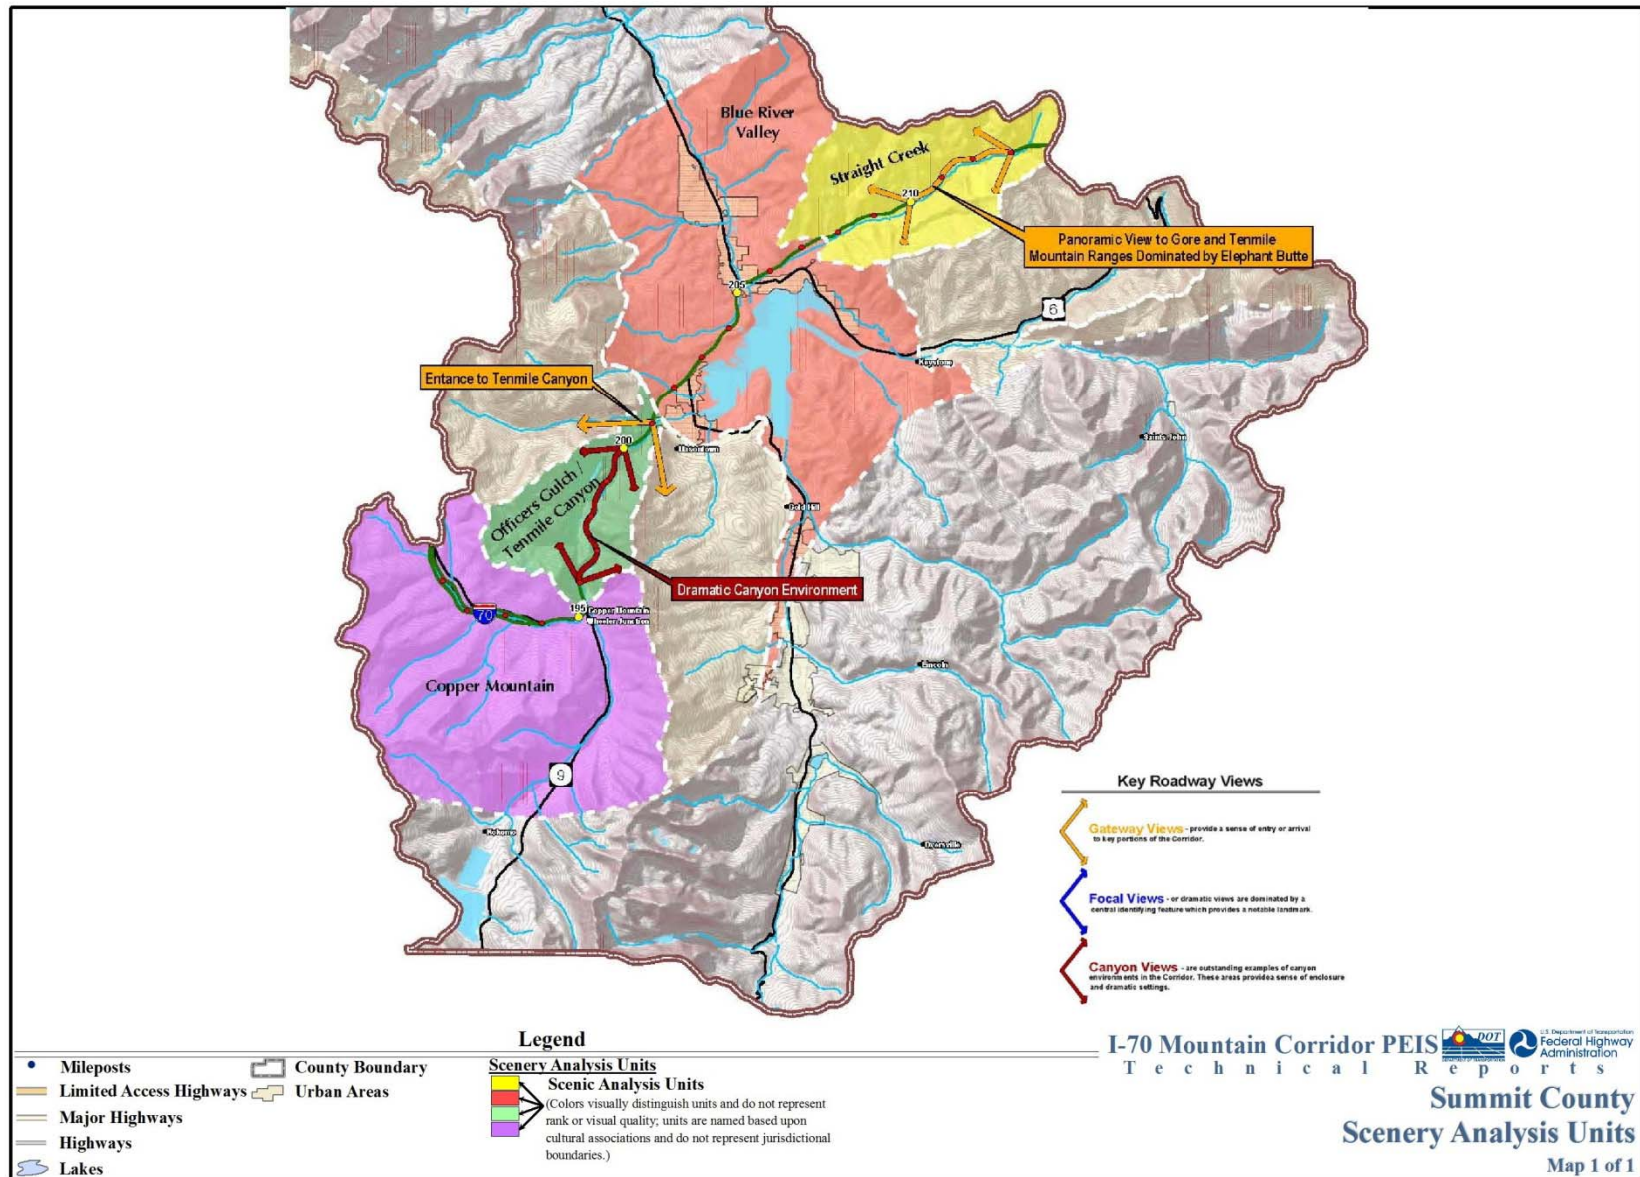 Blue River
Valley
Straight Creek
210
Panoramic View to Gore and Tenmile
Mountain Ranges Dominated by Elephant Butte
205
6
Keystone
Entance to Tenmile Canyon
200
Masontown
Saints John
Officers Gulch /
Tenmile Canyon
Gold Hill
Dramatic Canyon Environment
70
195
Copper Mountain
Wheeler Junction
Lincoln
Copper Mountain
9
Dyersville
Key Roadway Views
Gateway Views - provide a sense of entry or arrival
to key portions of the Corridor.
Focal Views - or dramatic views are dominated by a
central identifying feature which provides a notable landmark.
Canyon Views - are outstanding examples of canyon
environments in the Corridor. These areas providea sense of enclosure
and dramatic settings.
Legend
Mileposts
Limited Access Highways
Major Highways
Highways
Lakes
County Boundary
Urban Areas
Scenery Analysis Units
Scenic Analysis Units
(Colors visually distinguish units and do not represent
rank or visual quality; units are named based upon
cultural associations and do not represent jurisdictional
boundaries.)
I-70 Mountain Corridor PEIS
Technical Reports
DOT
U.S. Department of Transportation
Federal Highway
Administration
Summit County
Scenery Analysis Units
Map 1 of 1